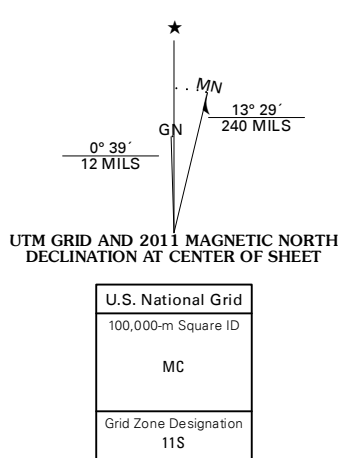 ★
MN
13° 29´
240 MILS
GN
0° 39´
12 MILS
UTM GRID AND 2011 MAGNETIC NORTH
DECLINATION AT CENTER OF SHEET
U.S. National Grid
100,000-m Square ID
MC
Grid Zone Designation
11S